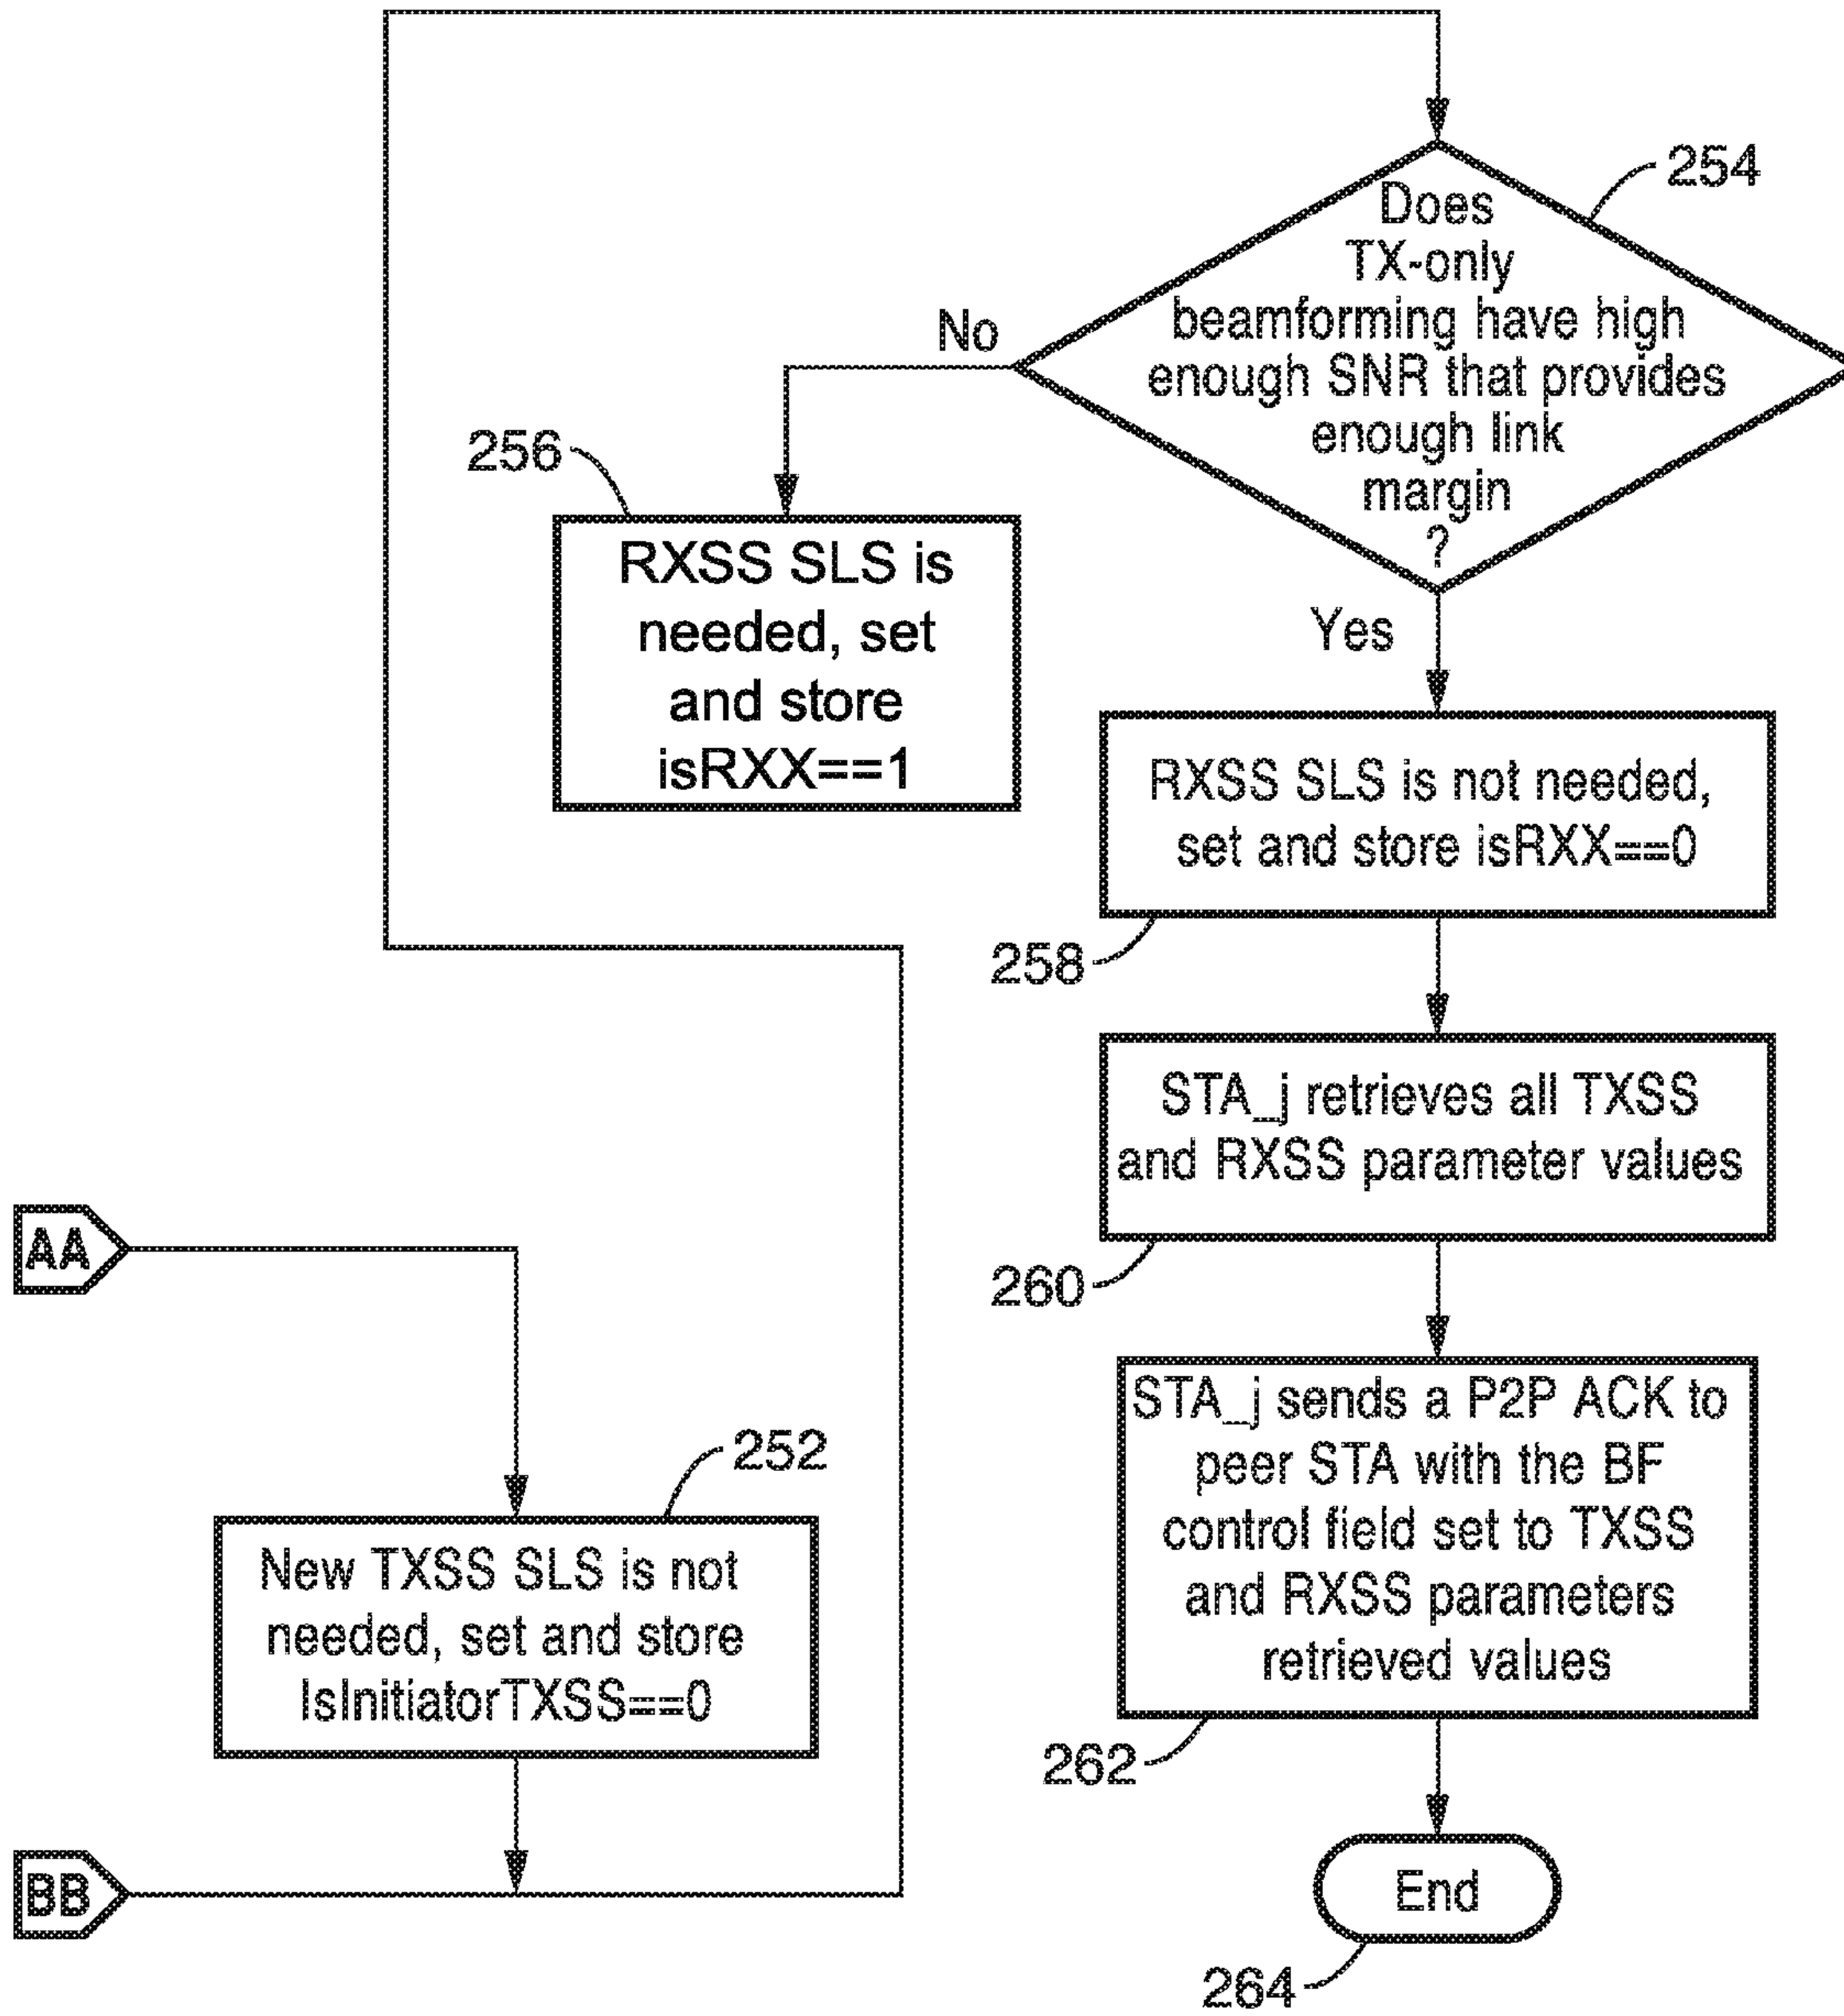 254
Does
TX-only
beamforming have high
enough SNR that provides
enough link
margin
?
No
Yes
256
RXSS SLS is
needed, set
and store
isRXX==1
RXSS SLS is not needed,
set and store isRXX==0
258
STA_j retrieves all TXSS
and RXSS parameter values
260
AA
252
New TXSS SLS is not
needed, set and store
IsInitiatorTXSS==0
BB
STA_j sends a P2P ACK to
peer STA with the BF
control field set to TXSS
and RXSS parameters
retrieved values
262
End
264